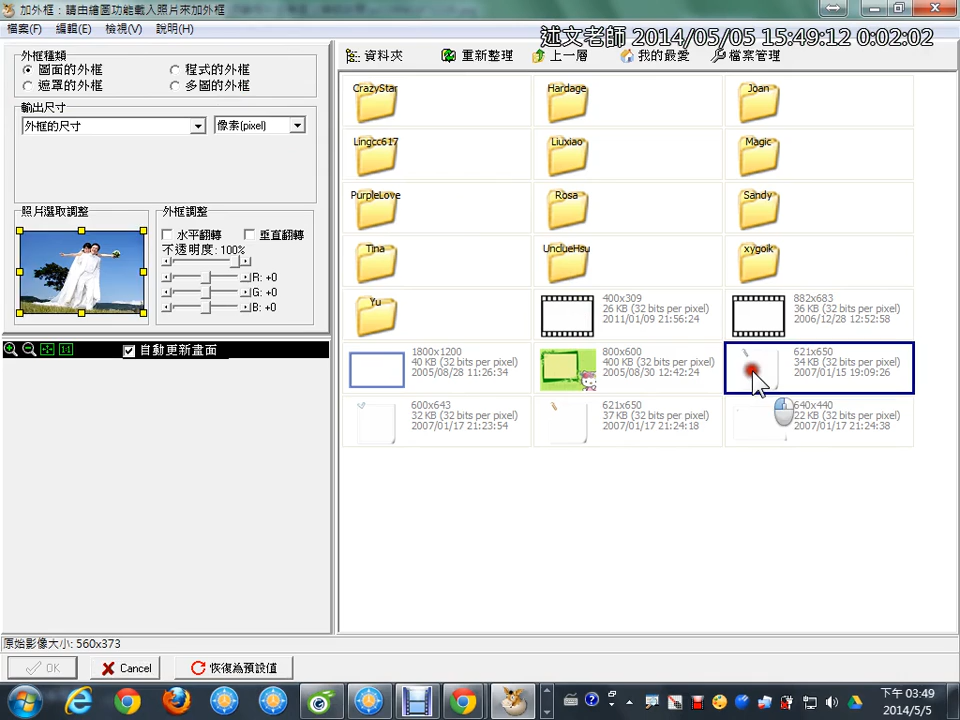 加外框：請由繪圖功能載入照片來加外框
檔案(F) 編輯(E) 檢視(V) 說明(H)
述文老師 2014/05/05 15:49:12 0:02:02
外框種類
圖面的外框 程式的外框
遮罩的外框 多圖的外框
輸出尺寸
外框的尺寸 像素(pixel)
照片選取調整
外框調整
水平翻轉 垂直翻轉
不透明度: 100%
R: +0
G: +0
B: +0
自動更新畫面
資料夾 重新整理 上一層 我的最愛 檔案管理
CrazyStar Hardage Joan
Lingcc617 Liuxiao Magic
PurpleLove Rosa Sandy
Tina UndueHsu xygoik
Yu
400x309
26 KB (32 bits per pixel)
2011/01/09 21:56:24
882x683
36 KB (32 bits per pixel)
2006/12/28 12:52:58
1800x1200
40 KB (32 bits per pixel)
2005/08/28 11:26:34
800x600
400 KB (32 bits per pixel)
2005/08/30 12:42:24
621x650
34 KB (32 bits per pixel)
2007/01/15 19:09:26
600x643
32 KB (32 bits per pixel)
2007/01/17 21:23:54
621x650
37 KB (32 bits per pixel)
2007/01/17 21:24:18
640x440
22 KB (32 bits per pixel)
2007/01/17 21:24:38
原始影像大小: 560x373
OK Cancel 恢復為預設值
下午 03:49
2014/5/5